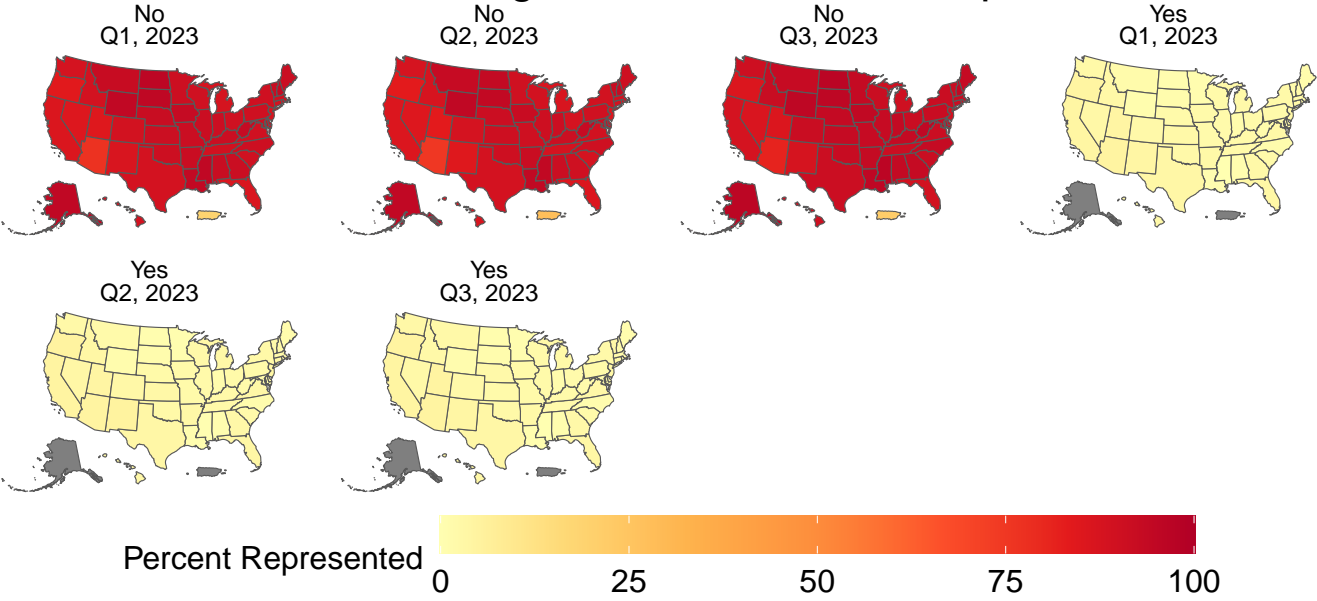 No
Q1, 2023
No
Q2, 2023
No
Q3, 2023
Yes
Q1, 2023
Yes
Q2, 2023
Yes
Q3, 2023
Percent Represented
0
25
50
75
100